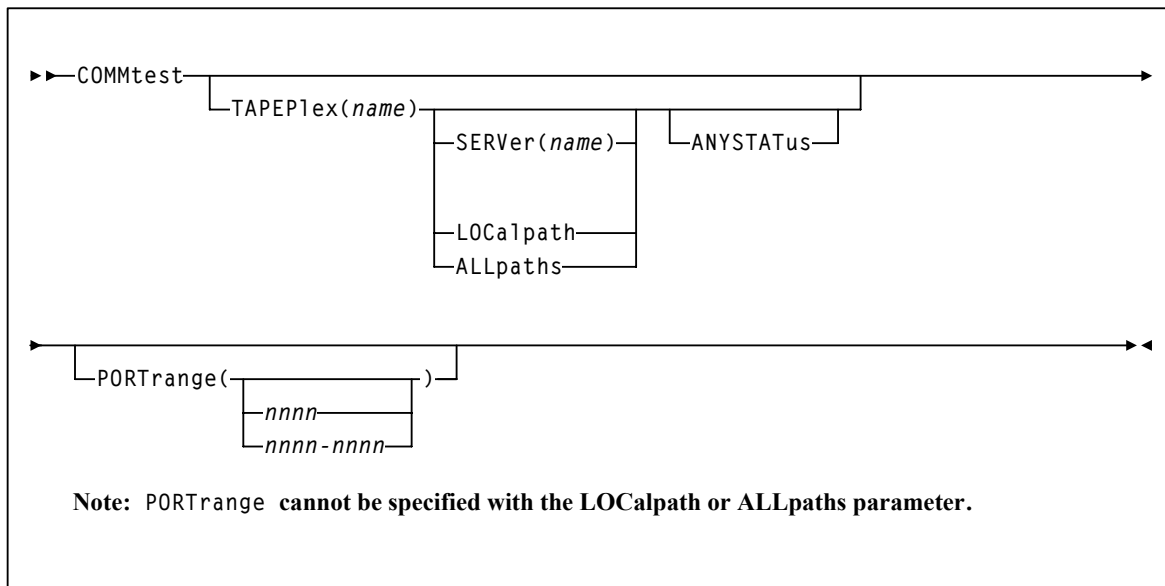 COMMtest
TAPEPlex(name)
SERVer(name)
ANYSTATus
LOCalpath
ALLpaths
PORTrange( )
nnnn
nnnn-nnnn
Note: PORTrange cannot be specified with the LOCalpath or ALLpaths parameter.